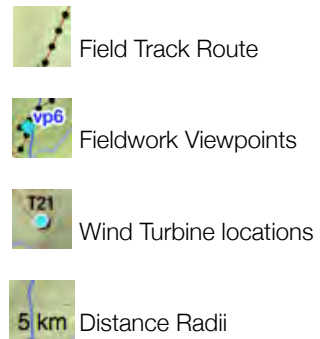 Field Track Route
vp6
Fieldwork Viewpoints
T21
Wind Turbine locations
5 km Distance Radii